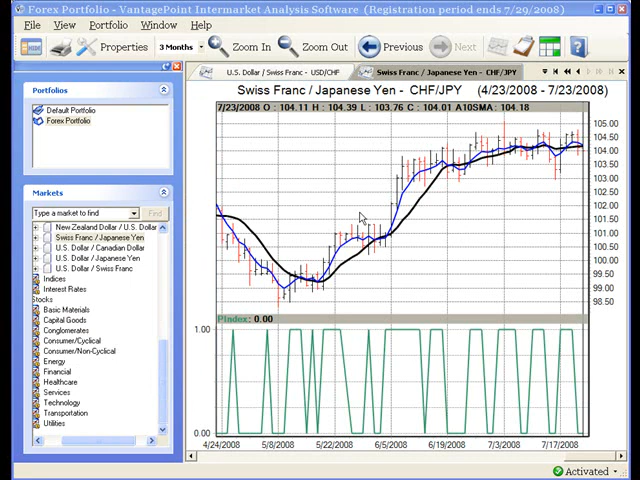 Forex Portfolio - VantagePoint Intermarket Analysis Software (Registration period ends 7/29/2008)
File View Portfolio Window Help
Properties 3 Months Zoom In Zoom Out Previous Next
Portfolios
Default Portfolio
Forex Portfolio
Markets
Type a market to find Find
New Zealand Dollar / U.S. Dollar
Swiss Franc / Japanese Yen
U.S. Dollar / Canadian Dollar
U.S. Dollar / Japanese Yen
U.S. Dollar / Swiss Franc
Indices
Interest Rates
Stocks
Basic Materials
Capital Goods
Conglomerates
Consumer/Cyclical
Consumer/Non-Cyclical
Energy
Financial
Healthcare
Services
Technology
Transportation
Utilities
U.S. Dollar / Swiss Franc - USD/CHF Swiss Franc / Japanese Yen - CHF/JPY
Swiss Franc / Japanese Yen - CHF/JPY (4/23/2008 - 7/23/2008)
7/23/2008 O : 104.11 H : 104.39 L : 103.76 C : 104.01 A10SMA : 104.18
105.00
104.50
104.00
103.50
103.00
102.50
102.00
101.50
101.00
100.50
100.00
99.50
99.00
98.50
PIndex: 0.00
1.00
0.00
4/24/2008 5/8/2008 5/22/2008 6/5/2008 6/19/2008 7/3/2008 7/17/2008
Activated